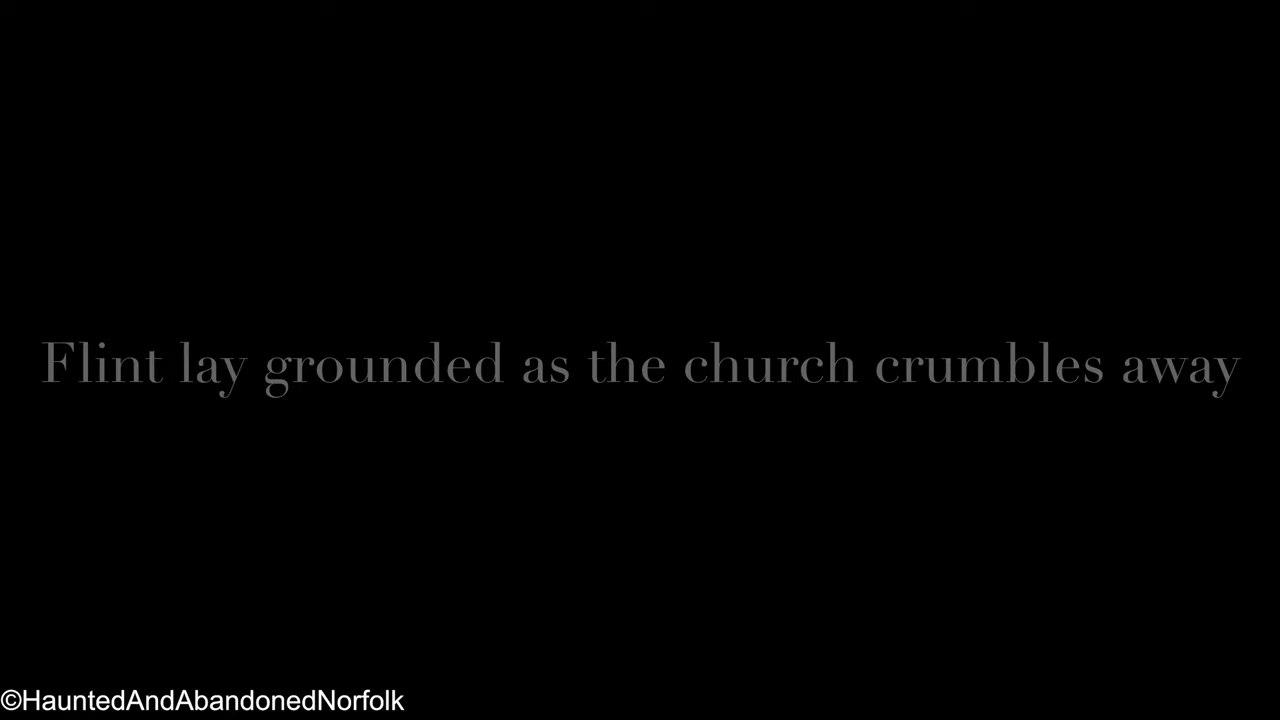 Flint lay grounded as the church crumbles away
©HauntedAndAbandonedNorfolk